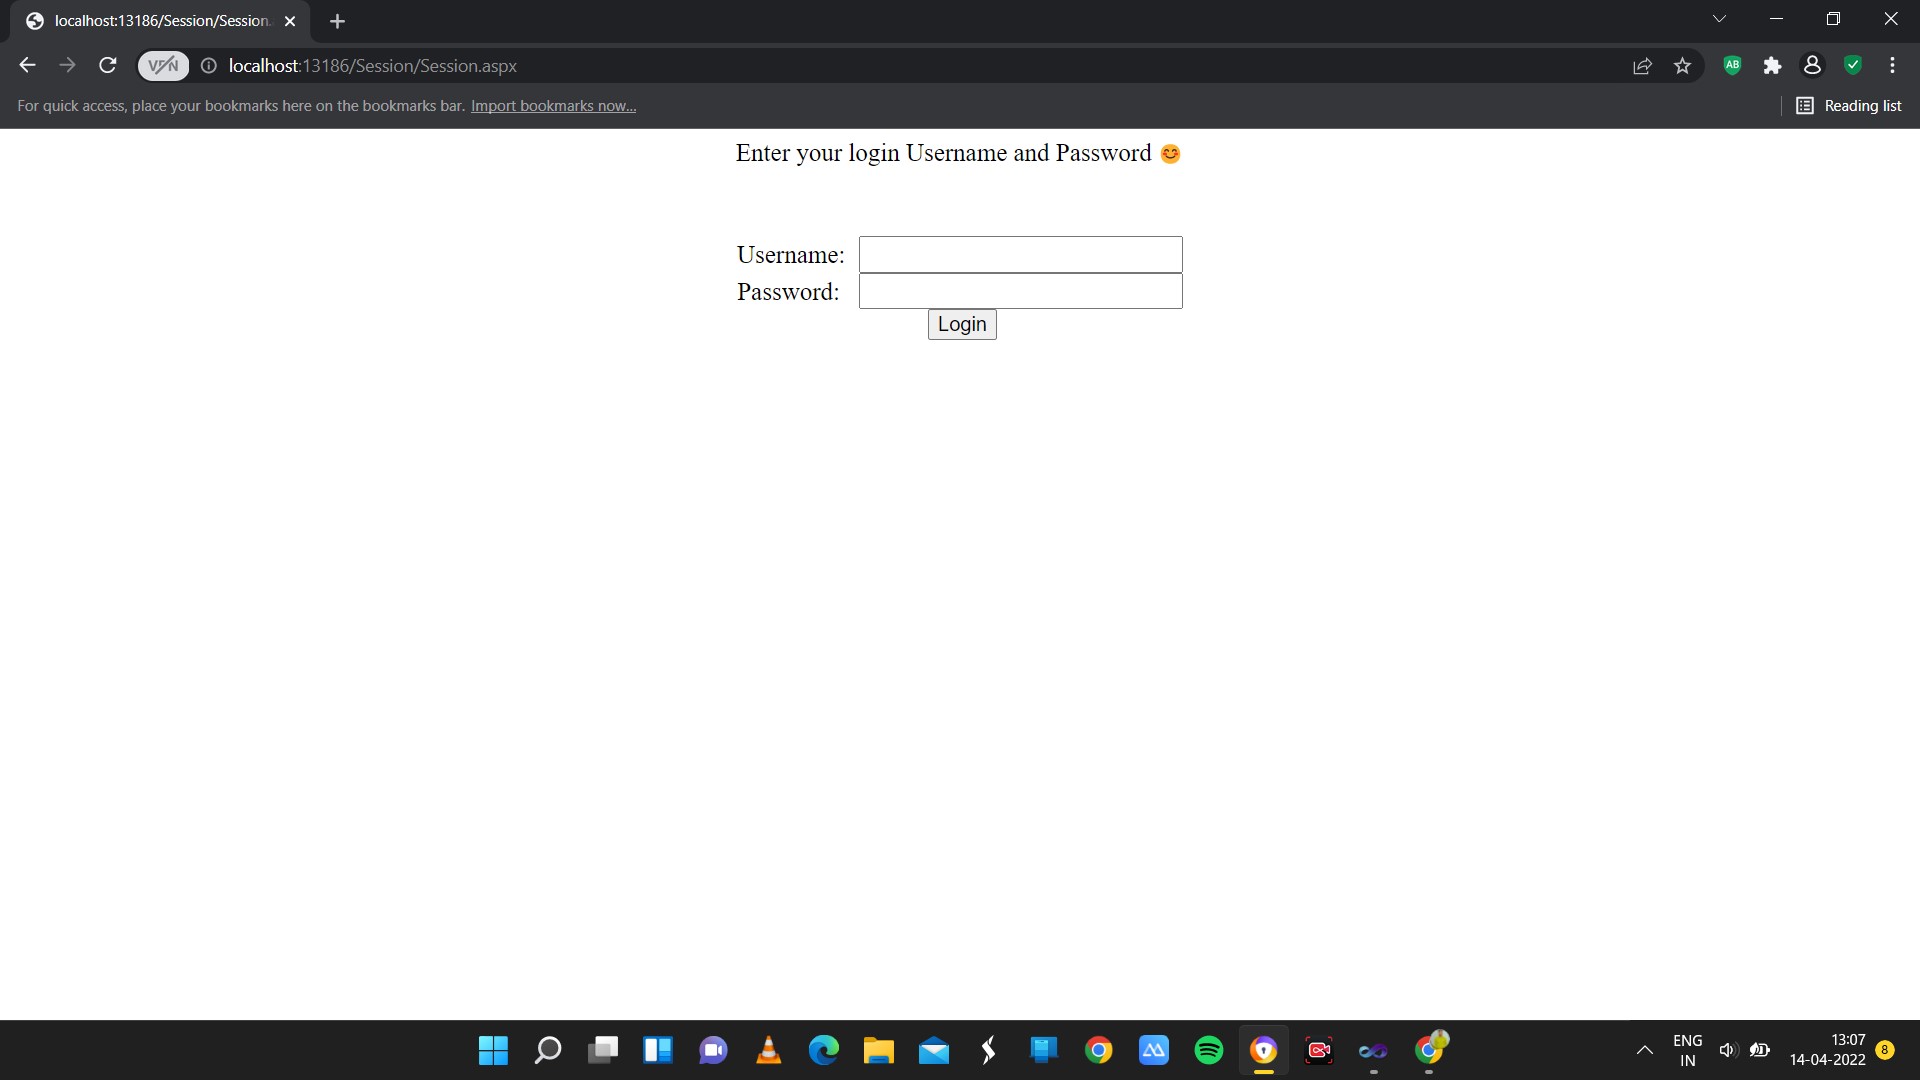 localhost:13186/Session/Session.
VPN
localhost:13186/Session/Session.aspx
AB
For quick access, place your bookmarks here on the bookmarks bar. Import bookmarks now...
Reading list
Enter your login Username and Password 😊
Username:
Password:
Login
ENG
IN
13:07
14-04-2022
8